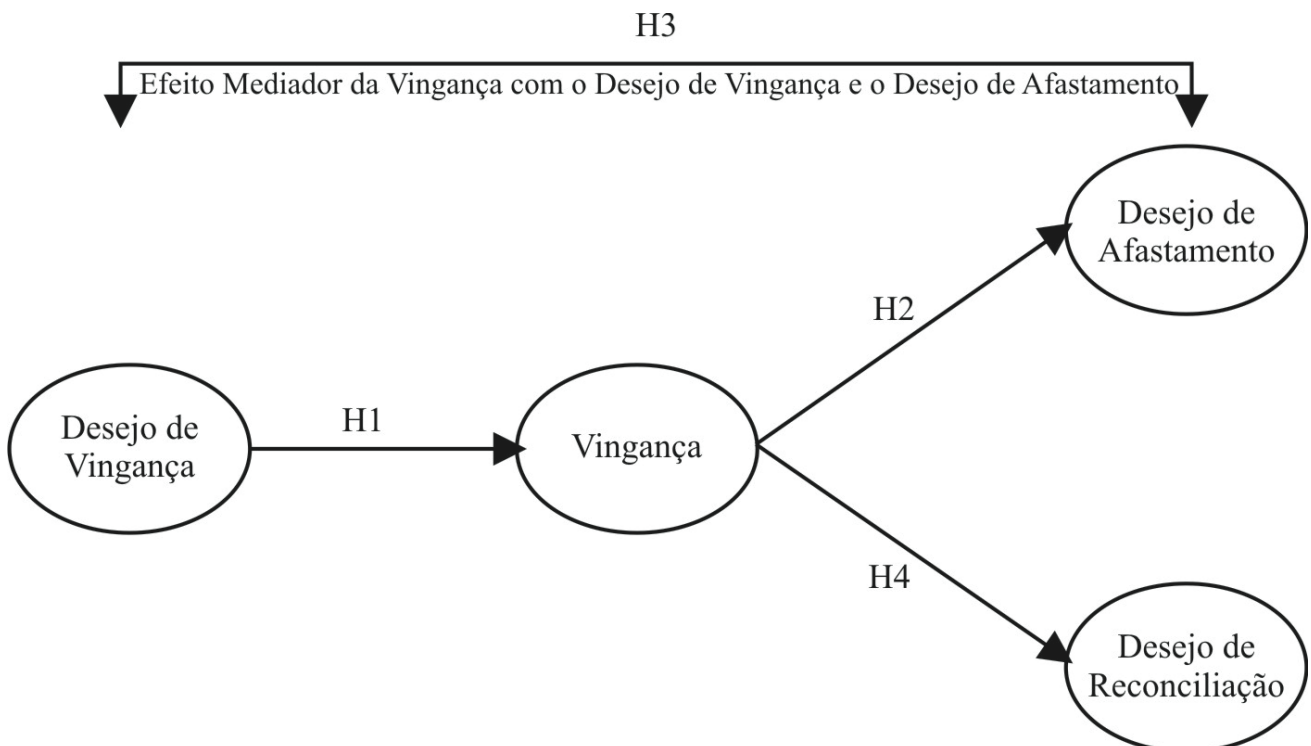 H3
Efeito Mediador da Vingança com o Desejo de Vingança e o Desejo de Afastamento
Desejo de
Afastamento
H2
H1
Desejo de
Vingança
Vingança
H4
Desejo de
Reconciliação